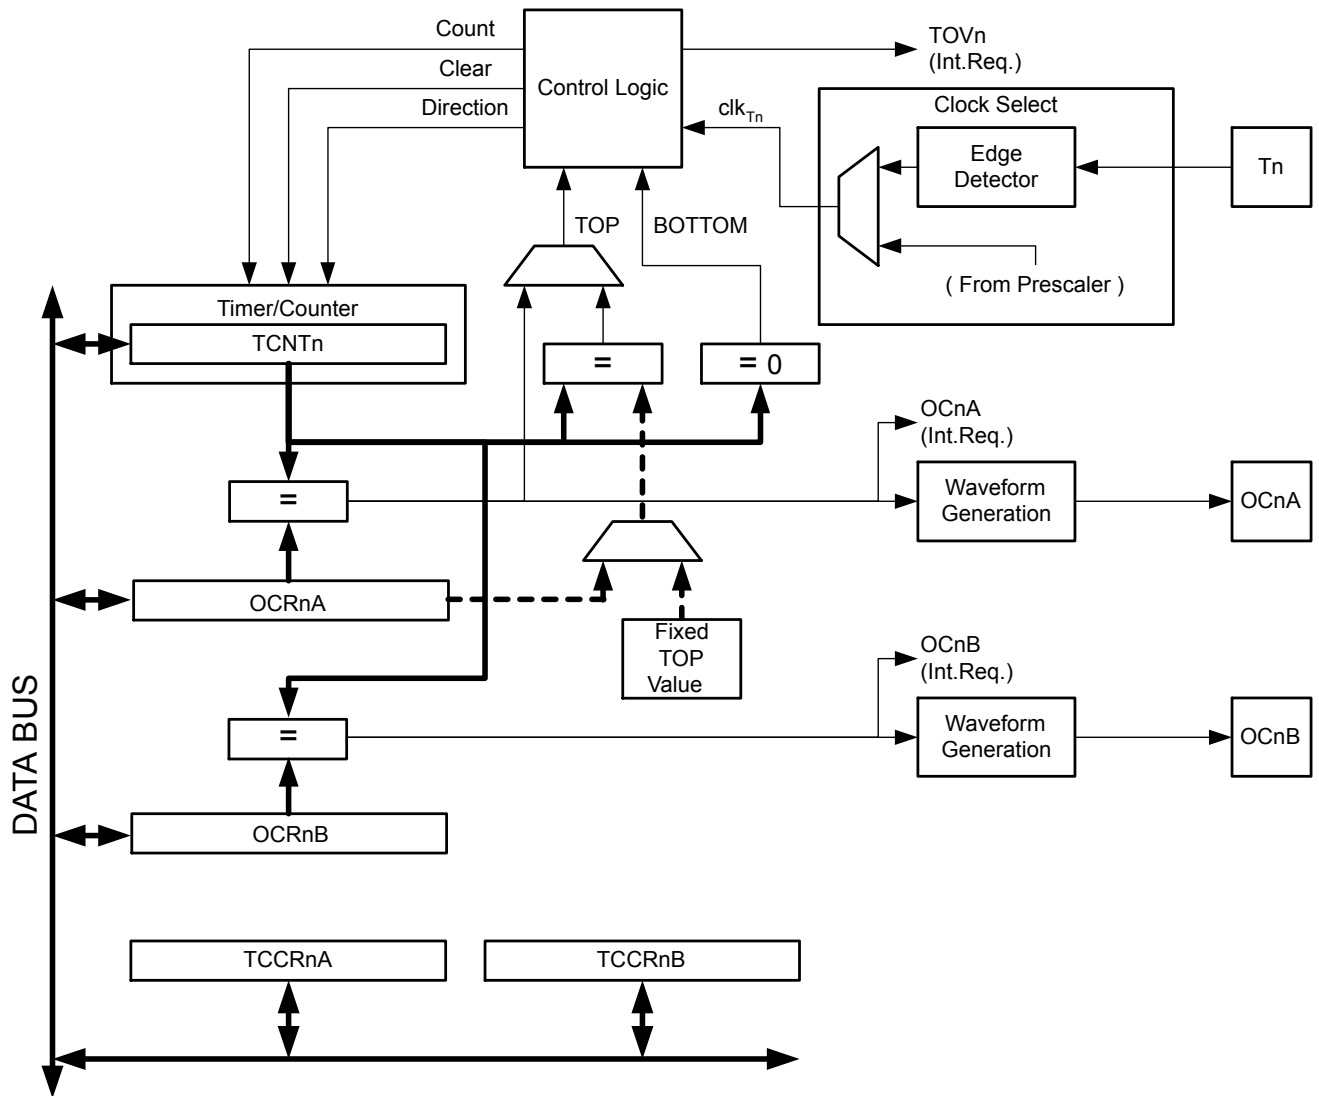 Count
Clear
Direction
Control Logic
TOVn
(Int.Req.)
clkTn
Clock Select
Edge
Detector
Tn
( From Prescaler )
TOP
BOTTOM
Timer/Counter
TCNTn
=
= 0
OCnA
(Int.Req.)
=
Waveform
Generation
OCnA
OCRnA
Fixed
TOP
Value
OCnB
(Int.Req.)
=
Waveform
Generation
OCnB
OCRnB
DATA BUS
TCCRnA
TCCRnB